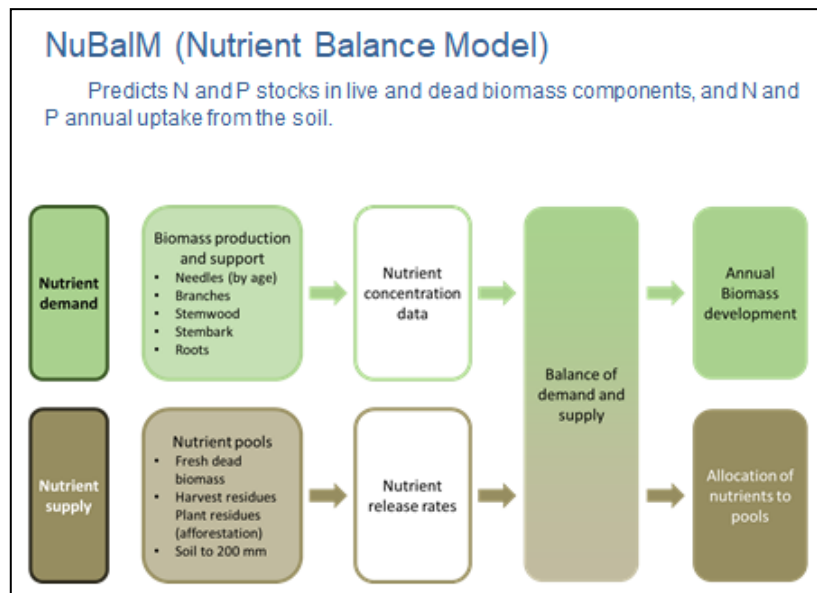 NuBalM (Nutrient Balance Model)
Predicts N and P stocks in live and dead biomass components, and N and
P annual uptake from the soil.
Nutrient
demand
Biomass production
and support
• Needles (by age)
• Branches
• Stemwood
• Stembark
• Roots
Nutrient
concentration
data
Balance of
demand and
supply
Annual
Biomass
development
Nutrient
supply
Nutrient pools
• Fresh dead
biomass
• Harvest residues
Plant residues
(afforestation)
• Soil to 200 mm
Nutrient
release rates
Allocation of
nutrients to
pools